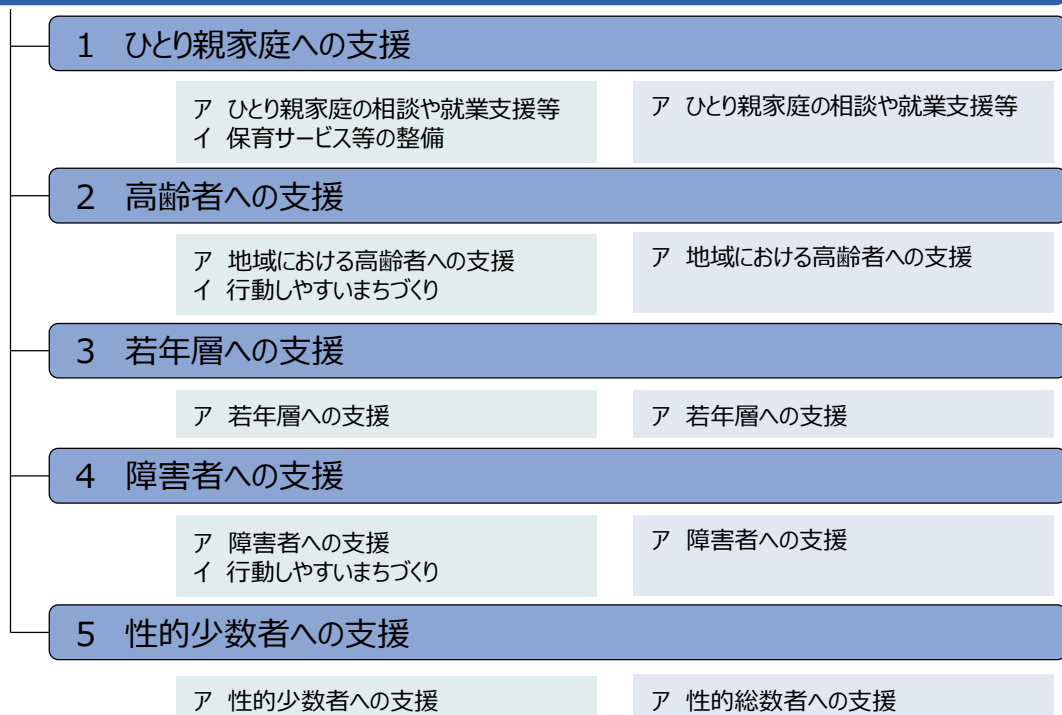 1 ひとり親家庭への支援
ア ひとり親家庭の相談や就業支援等
イ 保育サービス等の整備
ア ひとり親家庭の相談や就業支援等
2 高齢者への支援
ア 地域における高齢者への支援
イ 行動しやすいまちづくり
ア 地域における高齢者への支援
3 若年層への支援
ア 若年層への支援
ア 若年層への支援
4 障害者への支援
ア 障害者への支援
イ 行動しやすいまちづくり
ア 障害者への支援
5 性的少数者への支援
ア 性的少数者への支援
ア 性的総数者への支援